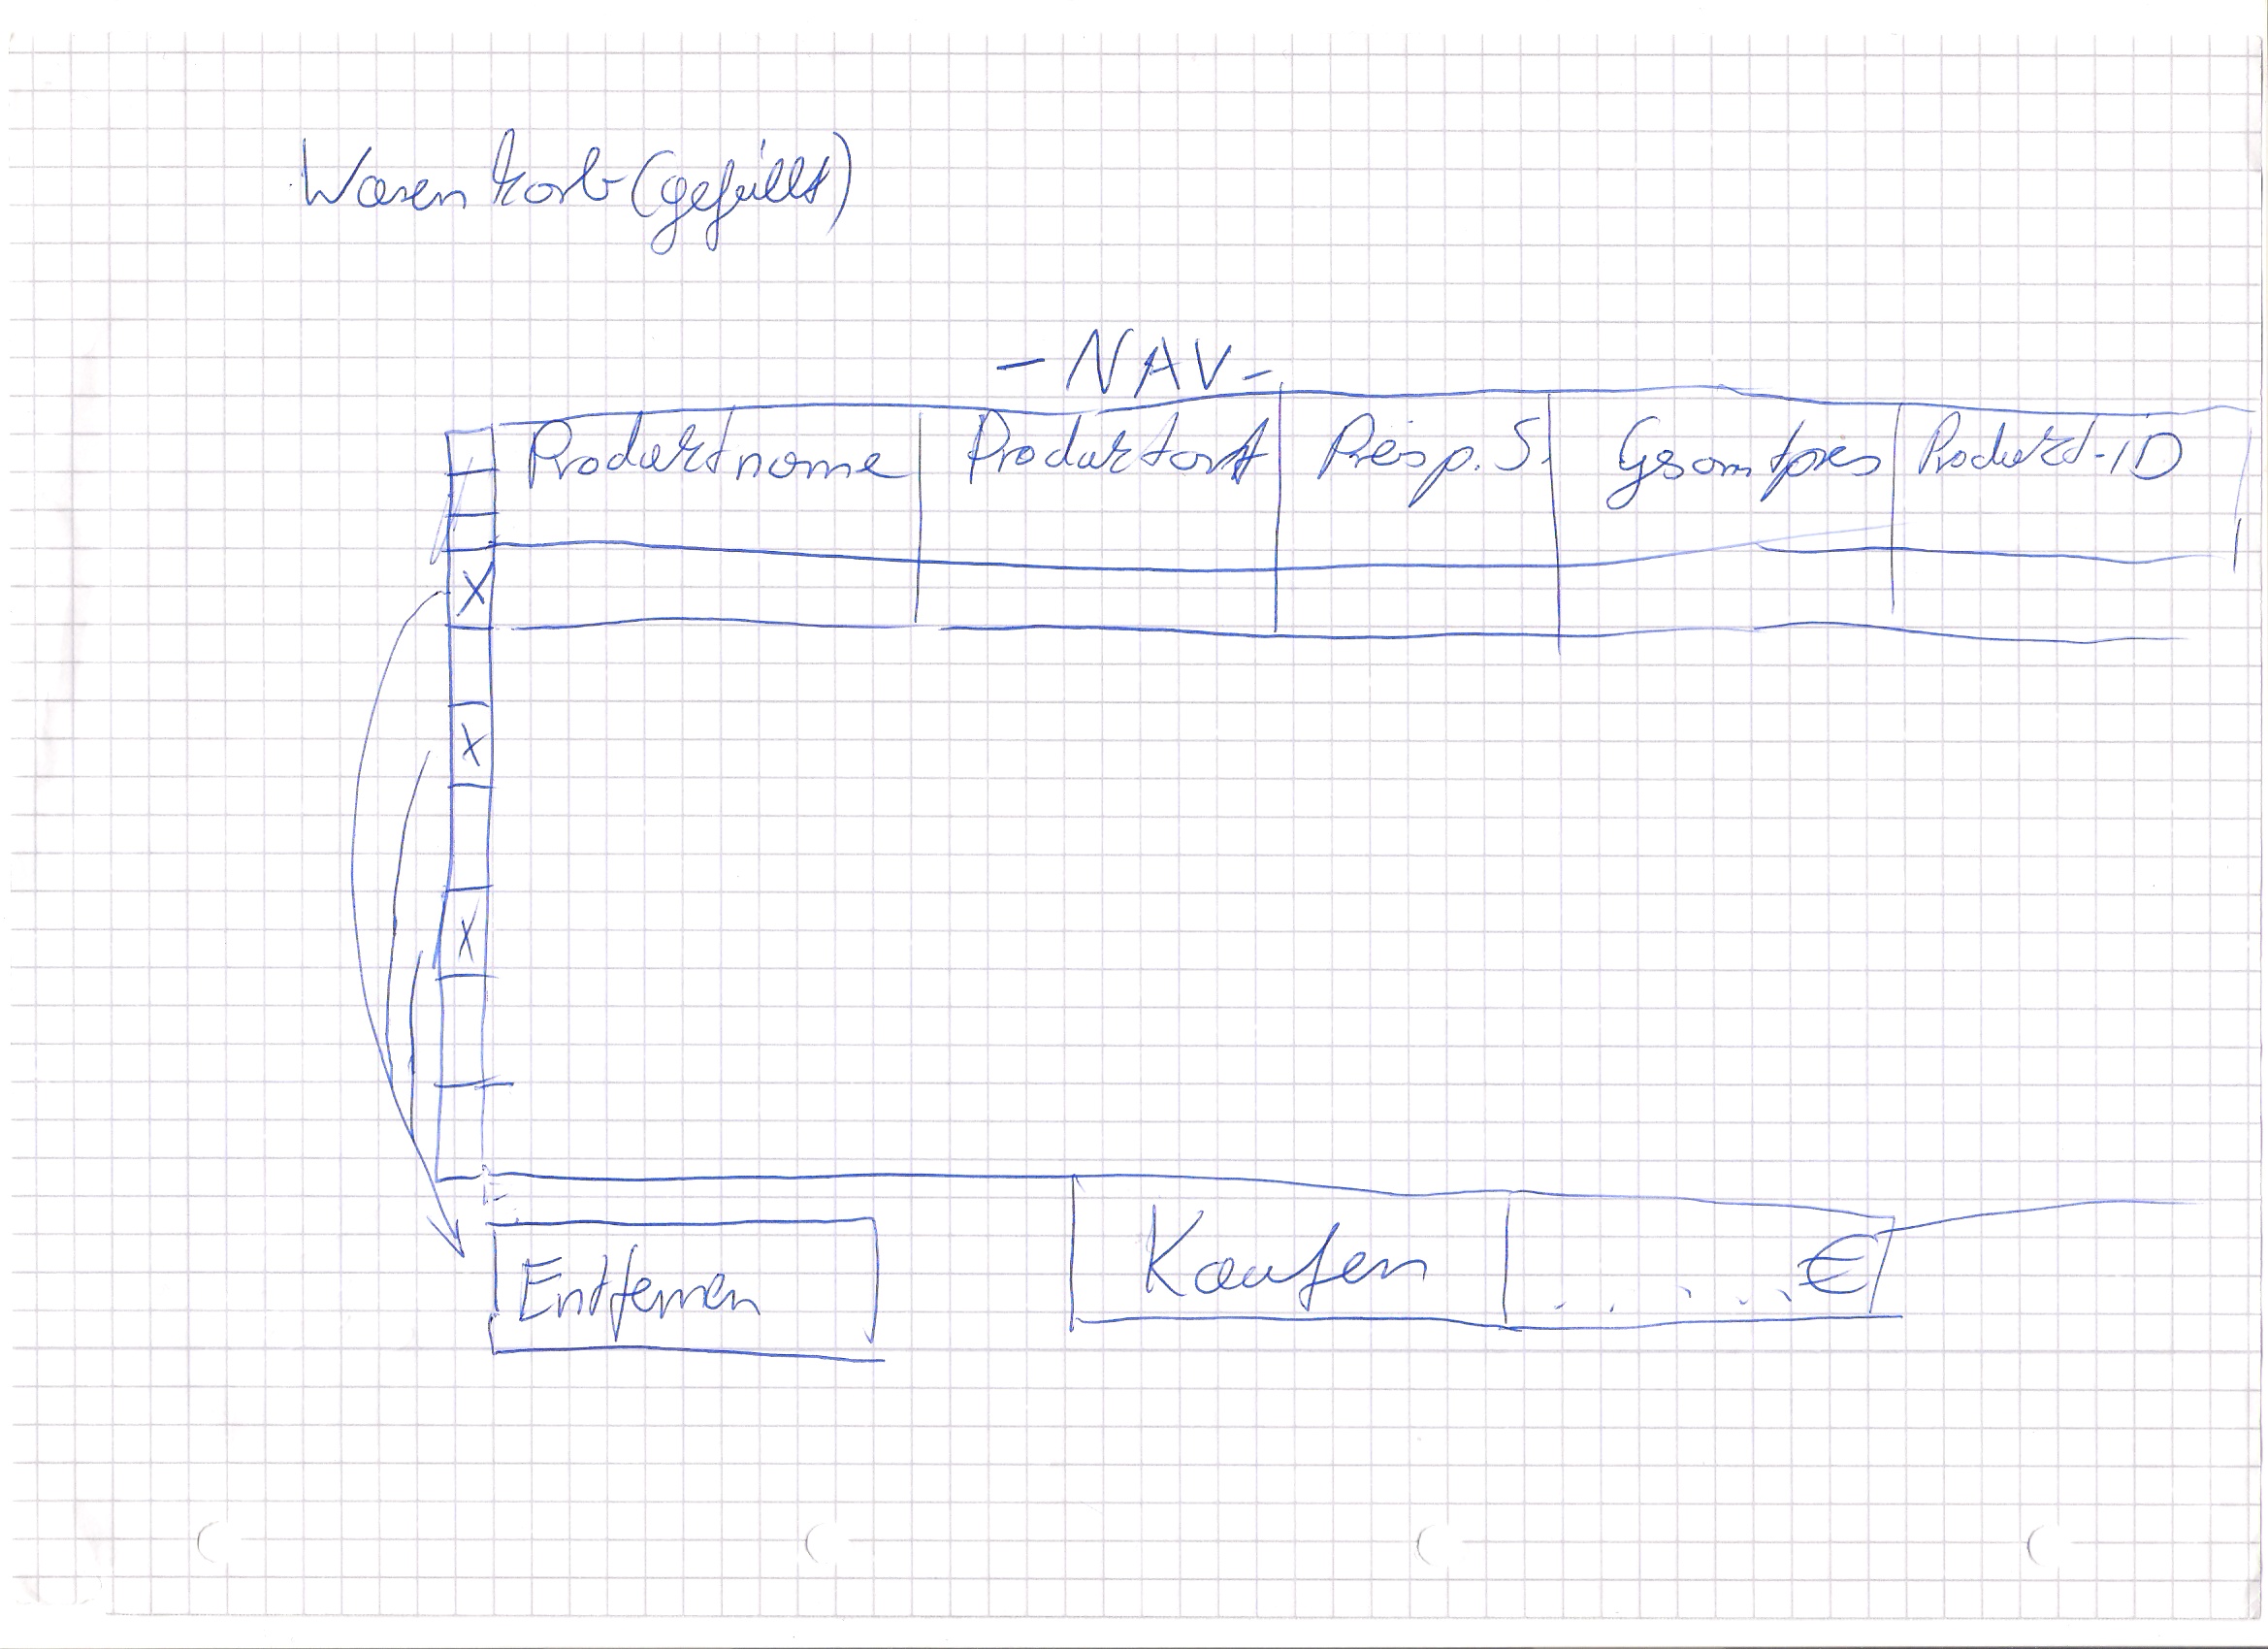 Warenkorb (gefüllt)
- NAV -
Produktname Produktart Preis p. S. Gesamtpreis Produkt-ID
X
X
X
Entfernen Kaufen ......€